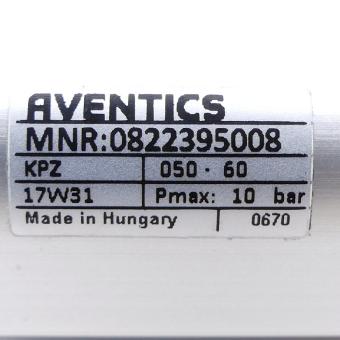 AVENTICS
MNR:0822395008
KPZ 050 · 60
17W31 Pmax: 10 bar
Made in Hungary 0670